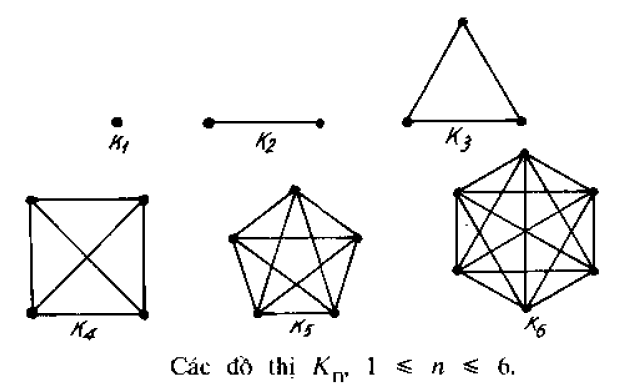 K₁
K₂
K₃
K₄
K₅
K₆
Các đồ thị Kₙ, 1 ≤ n ≤ 6.